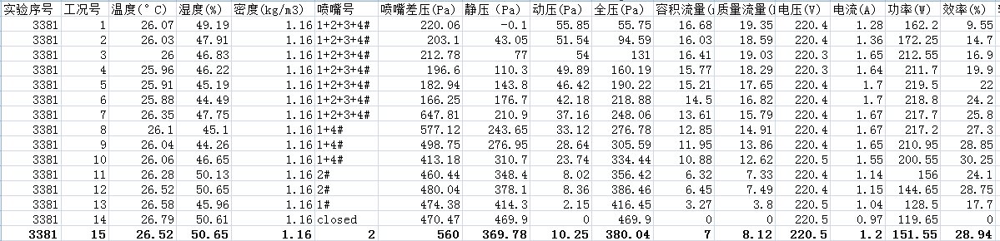 实验序号 工况号 温度(°C) 湿度(%) 密度(kg/m3) 喷嘴号 喷嘴差压(Pa) 静压（Pa) 动压(Pa) 全压(Pa) 容积流量( 质量流量( 电压(V) 电流(A) 功率(W) 效率(%)
3381 1 26.07 49.19 1.16 1+2+3+4# 220.06 -0.1 55.85 55.75 16.68 19.35 220.4 1.28 162.2 9.55
3381 2 26.03 47.91 1.16 1+2+3+4# 203.1 43.05 51.54 94.59 16.03 18.59 220.4 1.36 172.25 14.7
3381 3 26 46.83 1.16 1+2+3+4# 212.78 77 54 131 16.41 19.03 220.3 1.65 212.55 16.9
3381 4 25.96 46.22 1.16 1+2+3+4# 196.6 110.3 49.89 160.19 15.77 18.29 220.3 1.64 211.7 19.9
3381 5 25.91 45.19 1.16 1+2+3+4# 182.94 143.8 46.42 190.22 15.21 17.65 220.4 1.7 219.5 22
3381 6 25.88 44.49 1.16 1+2+3+4# 166.25 176.7 42.18 218.88 14.5 16.82 220.4 1.7 218.8 24.2
3381 7 26.35 47.75 1.16 1+2+3+4# 647.81 210.9 37.16 248.06 13.61 15.79 220.4 1.67 217.7 25.8
3381 8 26.1 45.1 1.16 1+4# 577.12 243.65 33.12 276.78 12.85 14.91 220.4 1.67 217.2 27.3
3381 9 26.04 44.26 1.16 1+4# 498.75 276.95 28.64 305.59 11.95 13.86 220.4 1.65 210.95 28.85
3381 10 26.06 46.65 1.16 1+4# 413.18 310.7 23.74 334.44 10.88 12.62 220.5 1.55 200.55 30.25
3381 11 26.28 50.13 1.16 2# 460.44 348.4 8.02 356.42 6.32 7.33 220.4 1.14 156 24.1
3381 12 26.52 50.65 1.16 2# 480.04 378.1 8.36 386.46 6.45 7.49 220.4 1.15 144.65 28.75
3381 13 26.58 45.96 1.16 1# 474.38 414.3 2.15 416.45 3.27 3.8 220.5 1.04 128.5 17.7
3381 14 26.79 50.61 1.16 closed 470.47 469.9 0 469.9 0 0 220.5 0.97 119.65 0
3381 15 26.52 50.65 1.16 2 560 369.78 10.25 380.04 7 8.12 220.5 1.2 151.55 28.94